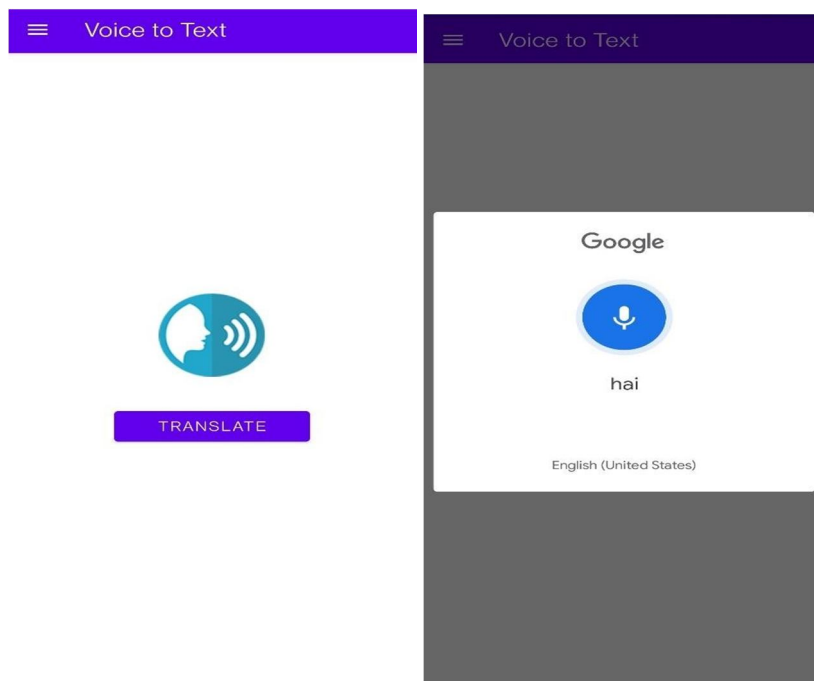 Voice to Text
TRANSLATE
Voice to Text
Google
hai
English (United States)